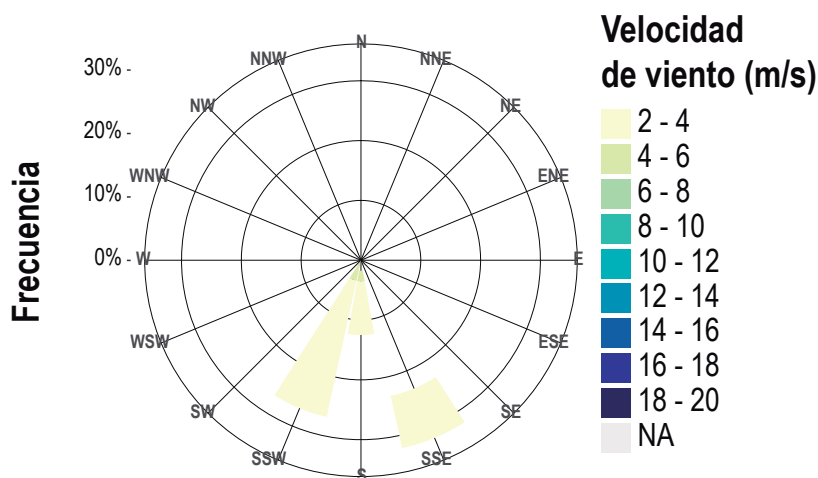 Frecuencia
30% -
20% -
10% -
0% -
N
NNE
NE
ENE
E
ESE
SE
SSE
S
SSW
SW
WSW
W
WNW
NW
NNW
Velocidad
de viento (m/s)
2 - 4
4 - 6
6 - 8
8 - 10
10 - 12
12 - 14
14 - 16
16 - 18
18 - 20
NA